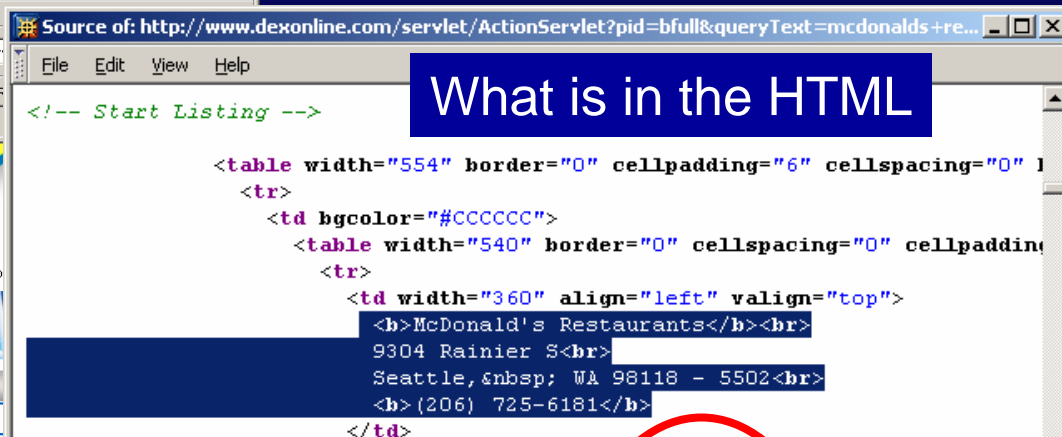 Source of: http://www.dexonline.com/servlet/ActionServlet?pid=bfull&queryText=mcdonalds+re...
File Edit View Help
What is in the HTML
<!-- Start Listing -->
<table width="554" border="0" cellpadding="6" cellspacing="0"
<tr>
<td bgcolor="#CCCCCC">
<table width="540" border="0" cellspacing="0" cellpadding
<tr>
<td width="360" align="left" valign="top">
<b>McDonald's Restaurants</b><br>
9304 Rainier S<br>
Seattle,&nbsp; WA 98118 - 5502<br>
<b>(206) 725-6181</b>
</td>